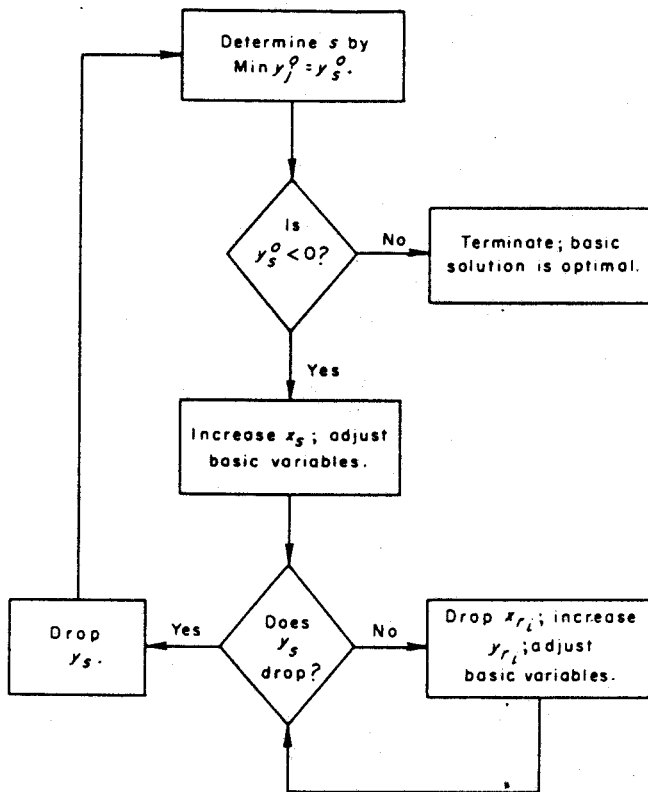 Determine s by
Min y_j^o = y_s^o.
Is
y_s^o < 0?
No
Terminate; basic
solution is optimal.
Yes
Increase x_s; adjust
basic variables.
Does
y_s
drop?
Yes
Drop
y_s.
No
Drop x_{r_i}; increase
y_{r_i}; adjust
basic variables.